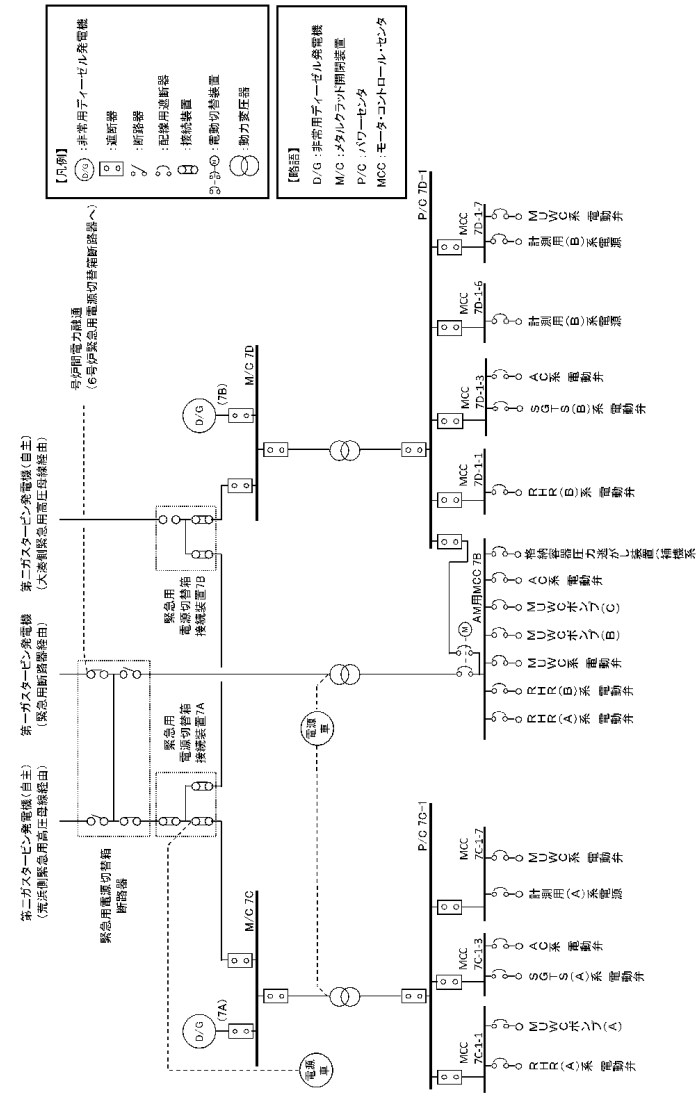 第二ガスタービン発電機(自主)
(荒浜側緊急用高圧母線経由)
第一ガスタービン発電機
(緊急用断路器経由)
第二ガスタービン発電機(自主)
(大湊側緊急用高圧母線経由)
号炉間電力融通
(6号炉緊急用電源切替箱断路器へ)
【凡例】
D/G
:非常用ディーゼル発電機
:遮断器
:断路器
:配線用遮断器
:接続装置
:電動切替装置
:動力変圧器
【略語】
D/G:非常用ディーゼル発電機
M/C:メタルクラッド開閉装置
P/C:パワーセンタ
MCC:モータ・コントロール・センタ
緊急用電源切替箱
断路器
緊急用
電源切替箱
接続装置7A
緊急用
電源切替箱
接続装置7B
電源車
D/G
(7A)
M/C 7C
電源車
D/G
(7B)
M/C 7D
P/C 7C-1
P/C 7D-1
MCC
7C-1-1
MCC
7C-1-3
MCC
7C-1-7
AM用MCC 7B
M
MCC
7D-1-1
MCC
7D-1-3
MCC
7D-1-6
MCC
7D-1-7
RHR(A)系 電動弁
MUWCポンプ(A)
SGTS(A)系 電動弁
AC系 電動弁
計測用(A)系電源
MUWC系 電動弁
RHR(A)系 電動弁
RHR(B)系 電動弁
MUWC系 電動弁
MUWCポンプ(B)
MUWCポンプ(C)
AC系 電動弁
格納容器圧力逃がし装置(補機系
RHR(B)系 電動弁
SGTS(B)系 電動弁
AC系 電動弁
計測用(B)系電源
計測用(B)系電源
MUWC系 電動弁